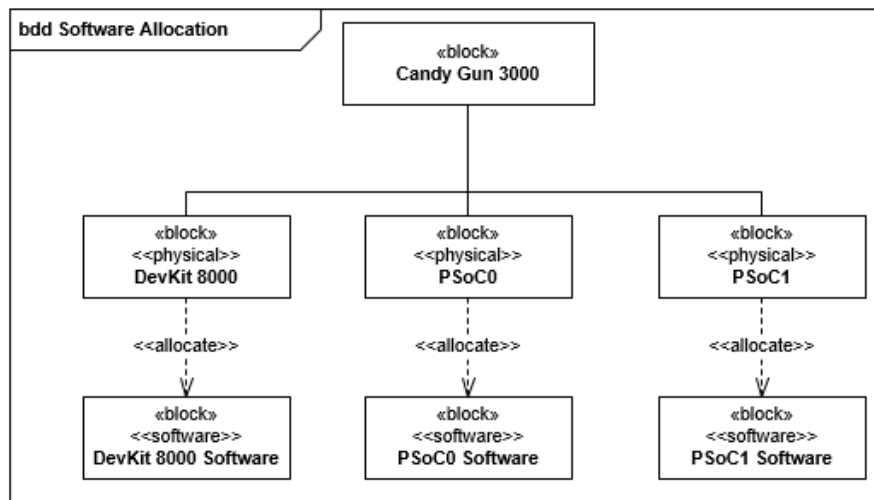 bdd Software Allocation
«block»
Candy Gun 3000
«block»
<<physical>>
DevKit 8000
«block»
<<physical>>
PSoC0
«block»
<<physical>>
PSoC1
<<allocate>>
<<allocate>>
<<allocate>>
«block»
<<software>>
DevKit 8000 Software
«block»
<<software>>
PSoC0 Software
«block»
<<software>>
PSoC1 Software